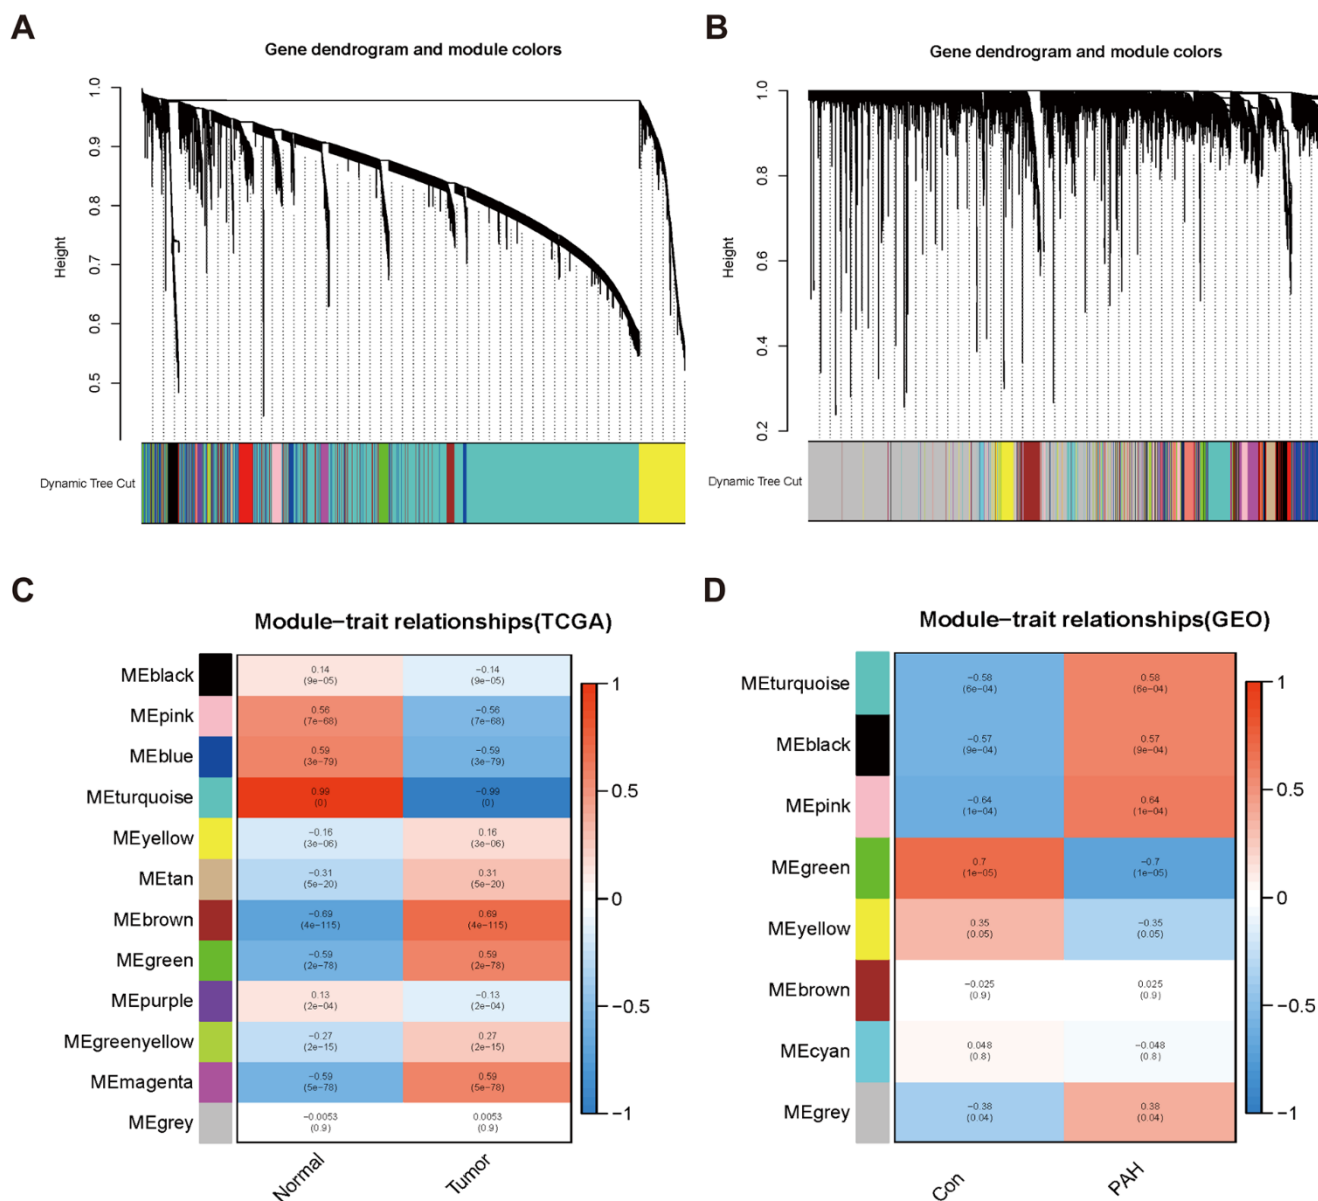 A
Gene dendrogram and module colors
Height
1.0
0.9
0.8
0.7
0.6
0.5
Dynamic Tree Cut
B
Gene dendrogram and module colors
Height
1.0
0.8
0.6
0.4
0.2
Dynamic Tree Cut
C
Module−trait relationships(TCGA)
MEblack 0.14 −0.14
(9e−05) (9e−05)
MEpink 0.56 −0.56
(7e−68) (7e−68)
MEblue 0.59 −0.59
(3e−79) (3e−79)
MEturquoise 0.99 −0.99
(0) (0)
MEyellow −0.16 0.16
(3e−06) (3e−06)
MEtan −0.31 0.31
(5e−20) (5e−20)
MEbrown −0.69 0.69
(4e−115) (4e−115)
MEgreen −0.59 0.59
(2e−78) (2e−78)
MEpurple 0.13 −0.13
(2e−04) (2e−04)
MEgreenyellow −0.27 0.27
(2e−15) (2e−15)
MEmagenta −0.59 0.59
(5e−78) (5e−78)
MEgrey −0.0053 0.0053
(0.9) (0.9)
Normal Tumor
1
0.5
0
−0.5
−1
D
Module−trait relationships(GEO)
MEturquoise −0.58 0.58
(6e−04) (6e−04)
MEblack −0.57 0.57
(9e−04) (9e−04)
MEpink −0.64 0.64
(1e−04) (1e−04)
MEgreen 0.7 −0.7
(1e−05) (1e−05)
MEyellow 0.35 −0.35
(0.05) (0.05)
MEbrown −0.025 0.025
(0.9) (0.9)
MEcyan 0.048 −0.048
(0.8) (0.8)
MEgrey −0.38 0.38
(0.04) (0.04)
Con PAH
1
0.5
0
−0.5
−1